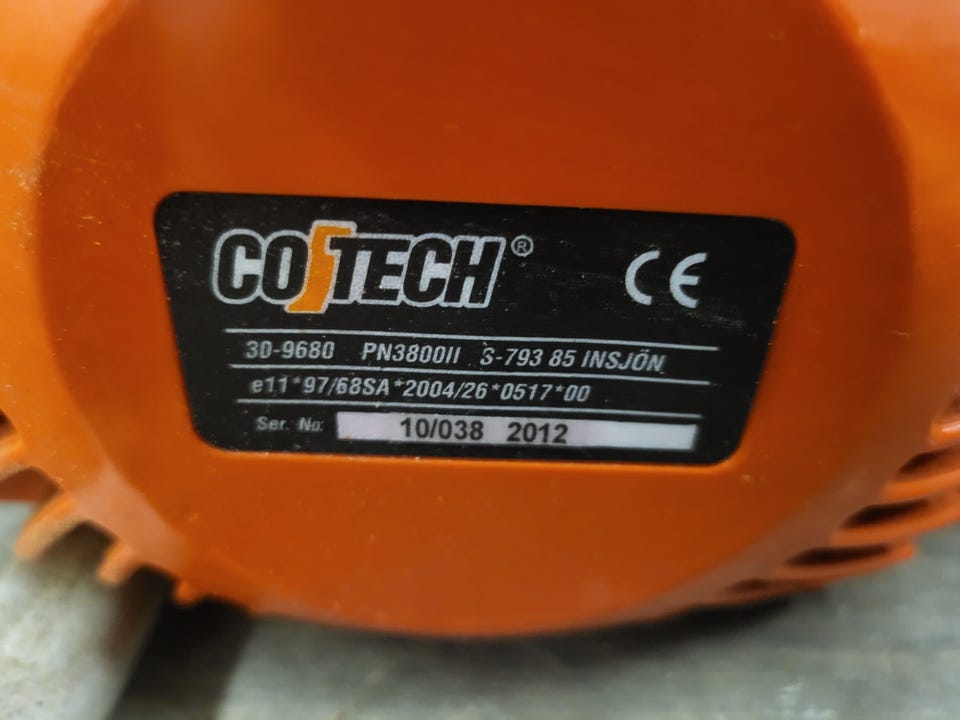 COTECH® CE
30-9680 PN3800II S-793 85 INSJÖN
e11*97/68SA*2004/26*0517*00
Ser. No: 10/038 2012